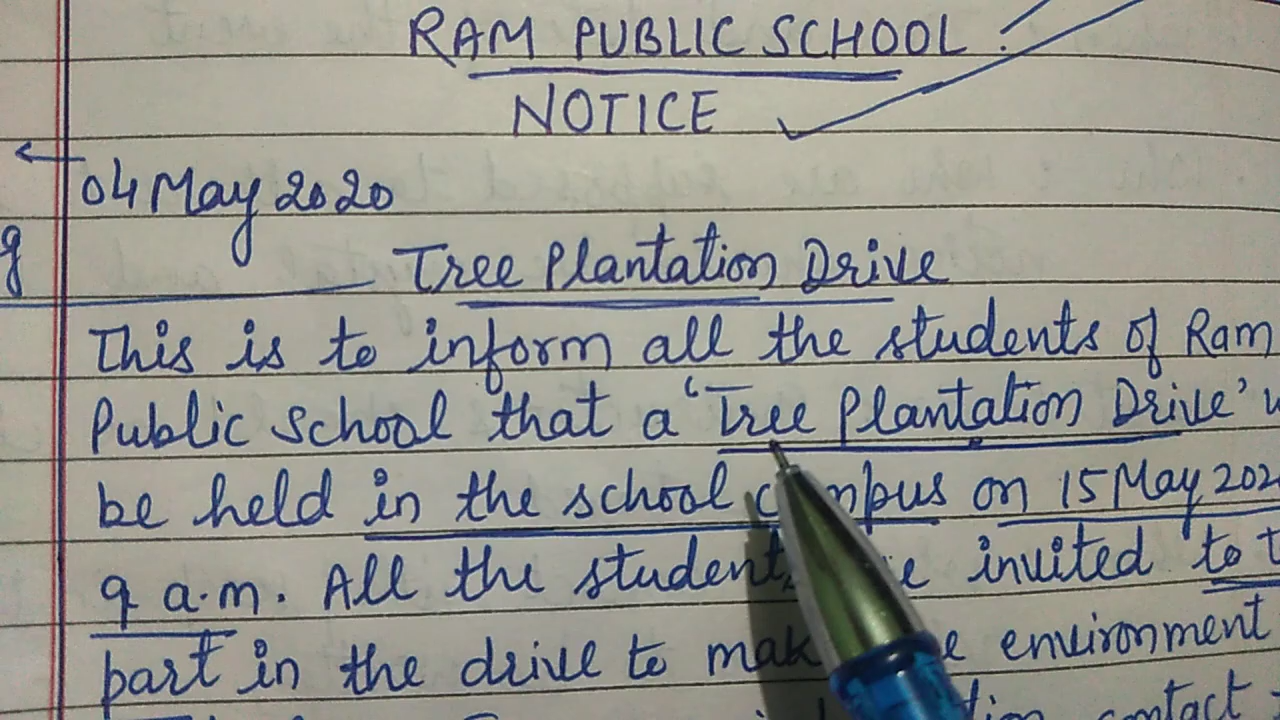 RAM PUBLIC SCHOOL
NOTICE
04 May 2020
Tree Plantation Drive
This is to inform all the students of Ram
Public School that a 'Tree Plantation Drive'
be held in the school on 15 May
9 a.m. All the invited to
part in the drive to environment
contact